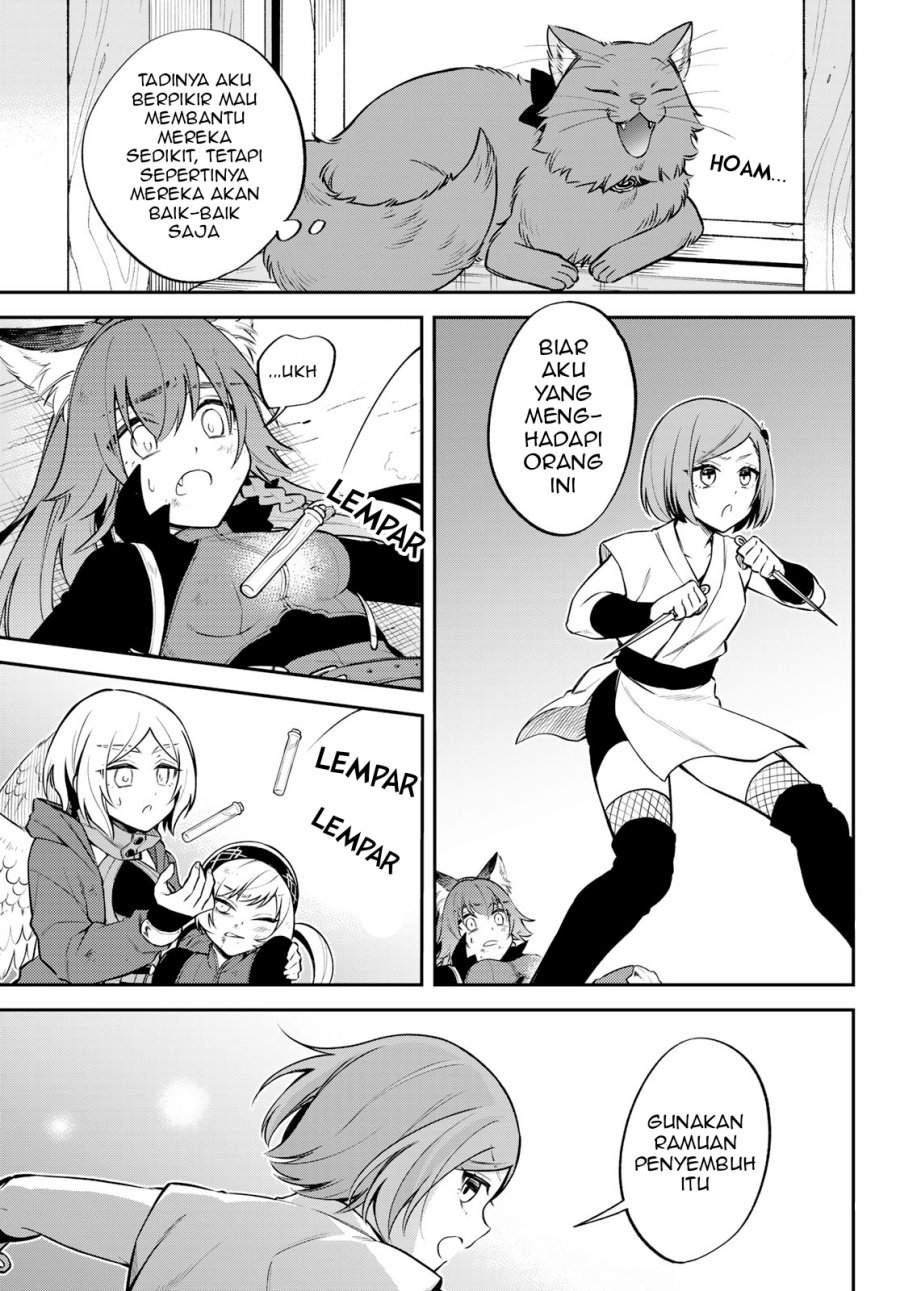 TADINYA AKU
BERPIKIR MAU
MEMBANTU
MEREKA
SEDIKIT, TETAPI
SEPERTINYA
MEREKA AKAN
BAIK-BAIK
SAJA
HOAM...
BIAR
AKU
YANG
MENG-
HADAPI
ORANG
INI
...UKH
LEMPAR
LEMPAR
LEMPAR
GUNAKAN
RAMUAN
PENYEMBUH
ITU